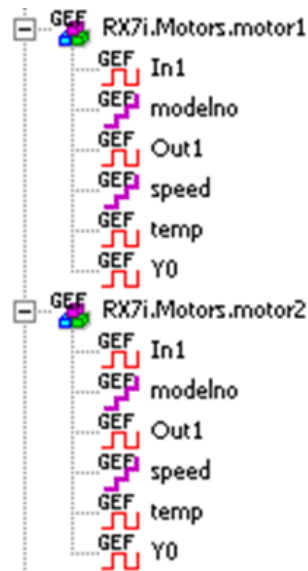 GEF RX7i.Motors.motor1
GEF In1
GEF modelno
GEF Out1
GEF speed
GEF temp
GEF Y0
GEF RX7i.Motors.motor2
GEF In1
GEF modelno
GEF Out1
GEF speed
GEF temp
GEF Y0